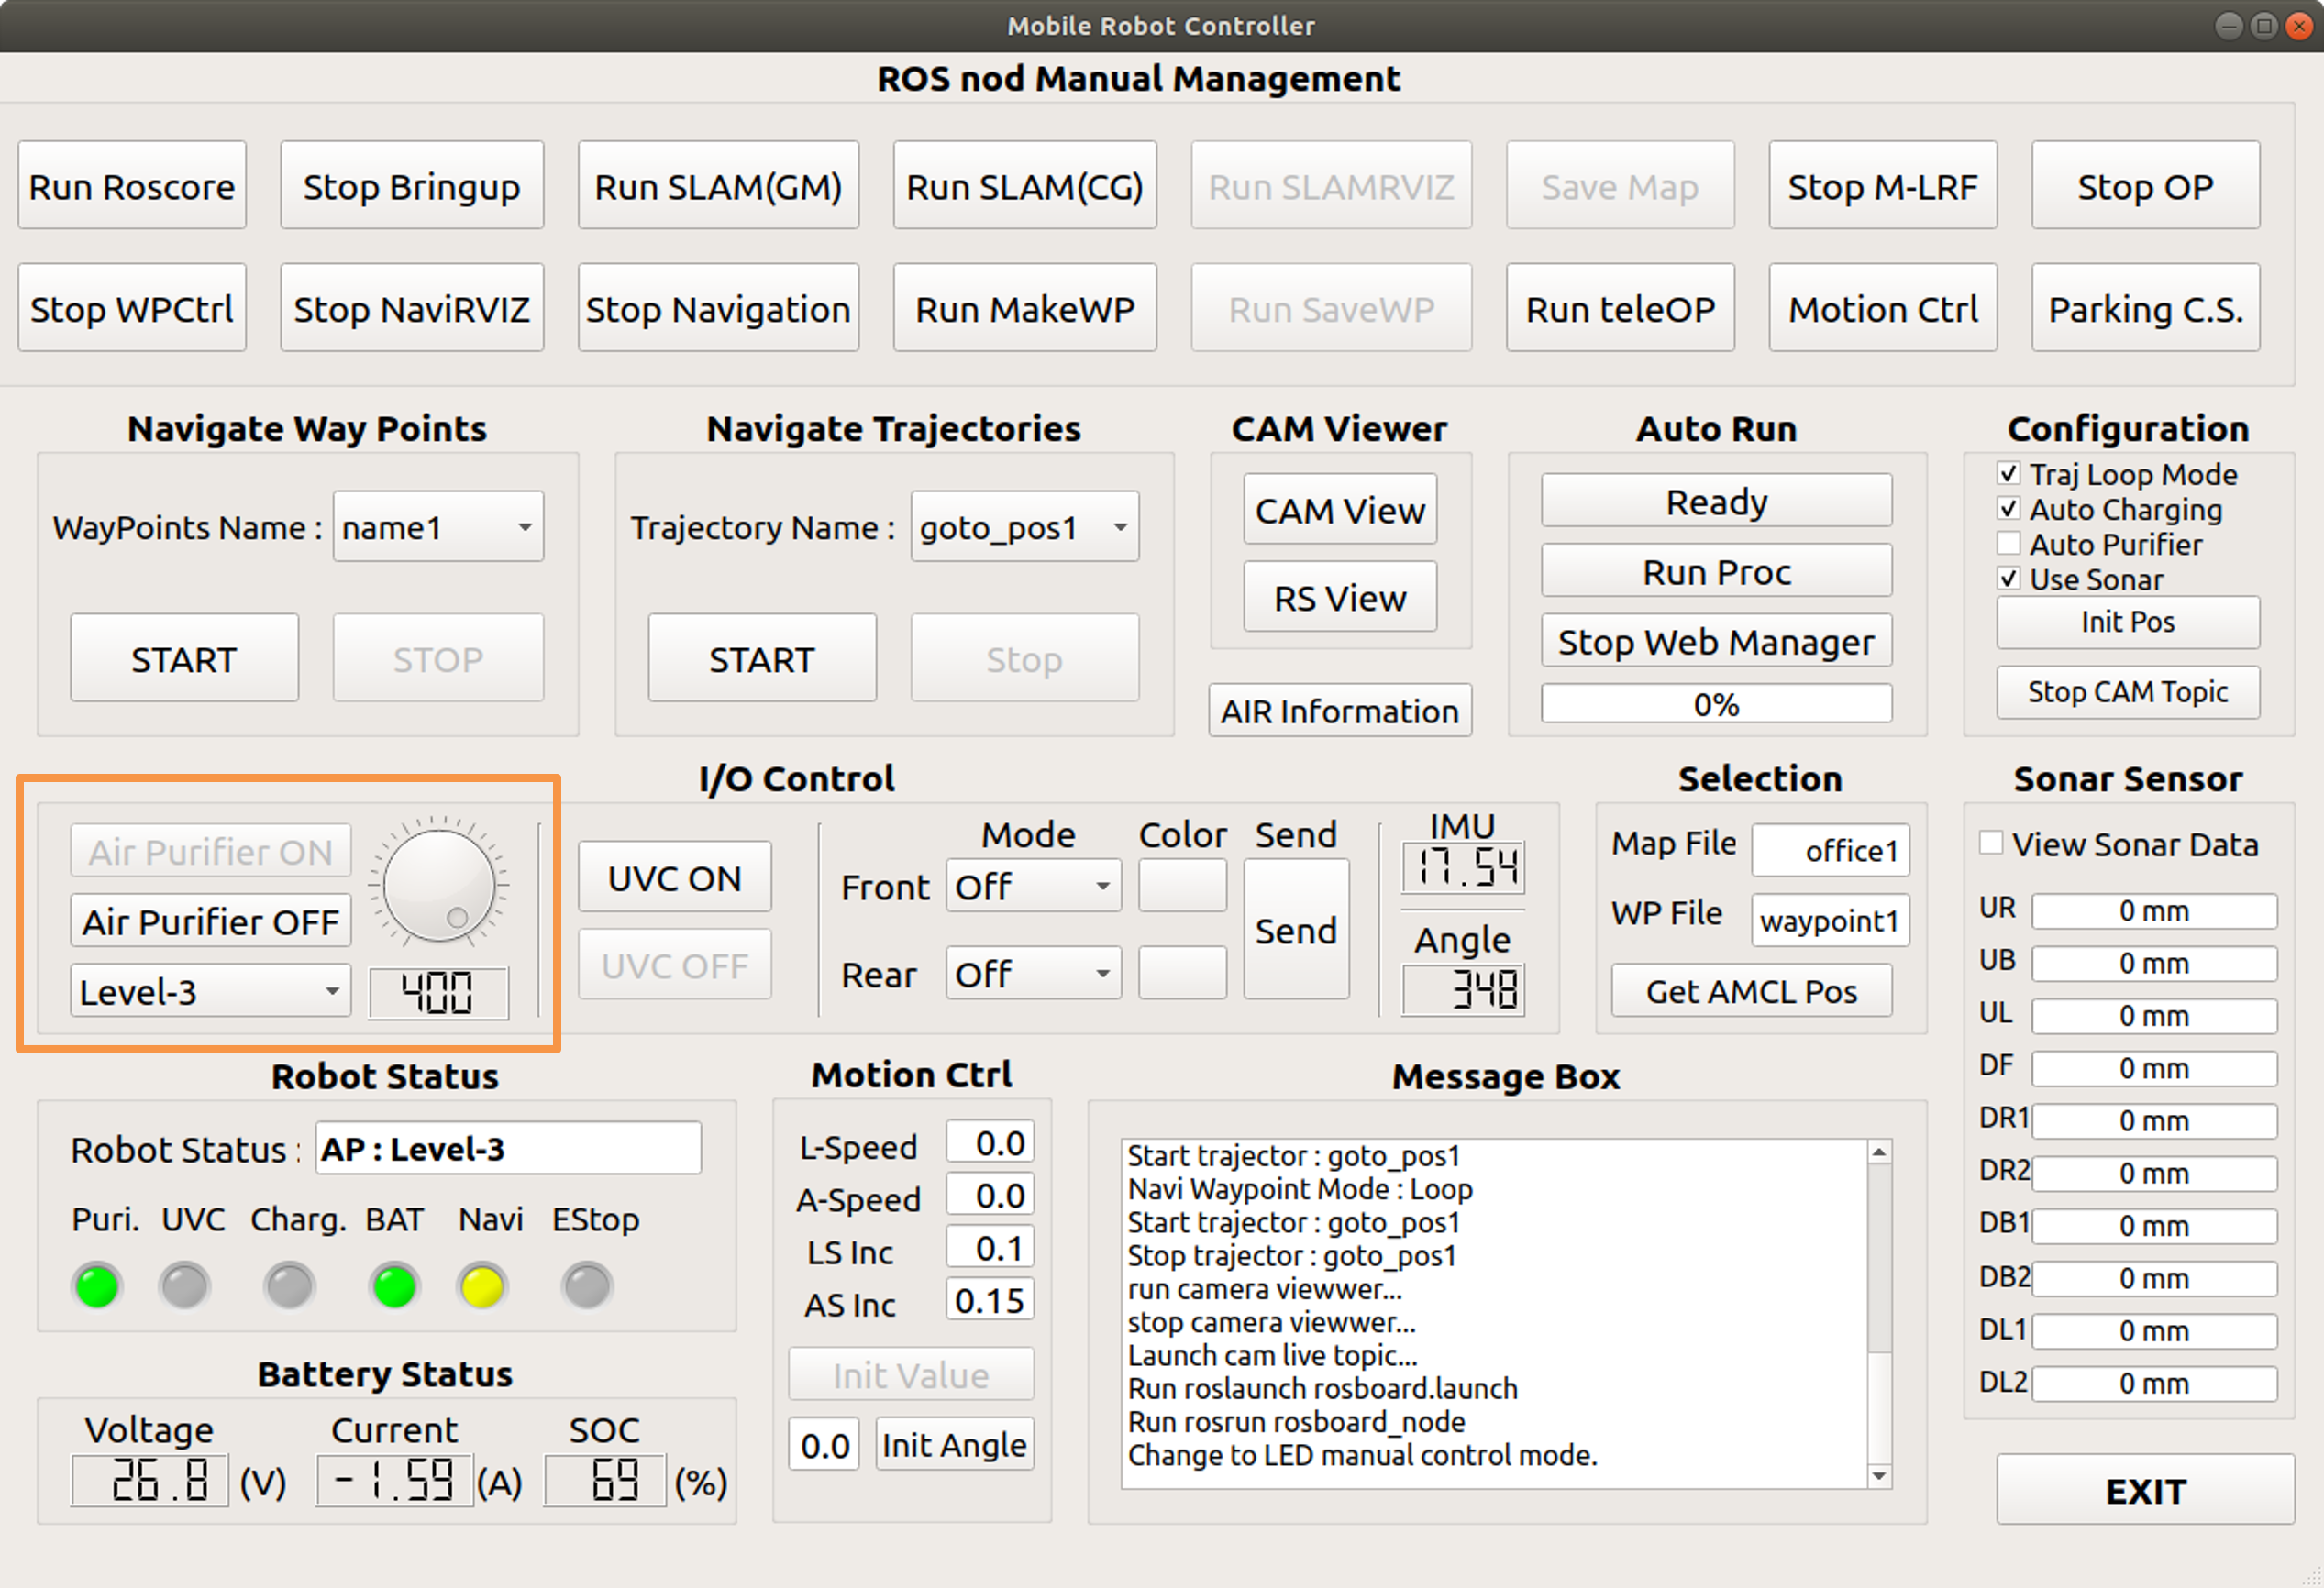 Mobile Robot Controller
ROS nod Manual Management
Run Roscore Stop Bringup Run SLAM(GM) Run SLAM(CG) Run SLAMRVIZ Save Map Stop M-LRF Stop OP
Stop WPCtrl Stop NaviRVIZ Stop Navigation Run MakeWP Run SaveWP Run teleOP Motion Ctrl Parking C.S.
Navigate Way Points
WayPoints Name : name1
START STOP
Navigate Trajectories
Trajectory Name : goto_pos1
START Stop
CAM Viewer
CAM View
RS View
AIR Information
Auto Run
Ready
Run Proc
Stop Web Manager
0%
Configuration
Traj Loop Mode
Auto Charging
Auto Purifier
Use Sonar
Init Pos
Stop CAM Topic
I/O Control
Air Purifier ON
Air Purifier OFF
Level-3 400
UVC ON
UVC OFF
Mode Color Send
Front Off
Send
Rear Off
IMU
17.54
Angle
348
Selection
Map File office1
WP File waypoint1
Get AMCL Pos
Sonar Sensor
View Sonar Data
UR 0 mm
UB 0 mm
UL 0 mm
DF 0 mm
DR1 0 mm
DR2 0 mm
DB1 0 mm
DB2 0 mm
DL1 0 mm
DL2 0 mm
Robot Status
Robot Status : AP : Level-3
Puri. UVC Charg. BAT Navi EStop
Battery Status
Voltage Current SOC
26.8 (V) -1.59 (A) 69 (%)
Motion Ctrl
L-Speed 0.0
A-Speed 0.0
LS Inc 0.1
AS Inc 0.15
Init Value
0.0 Init Angle
Message Box
Start trajector : goto_pos1
Navi Waypoint Mode : Loop
Start trajector : goto_pos1
Stop trajector : goto_pos1
run camera viewwer...
stop camera viewwer...
Launch cam live topic...
Run roslaunch rosboard.launch
Run rosrun rosboard_node
Change to LED manual control mode.
EXIT